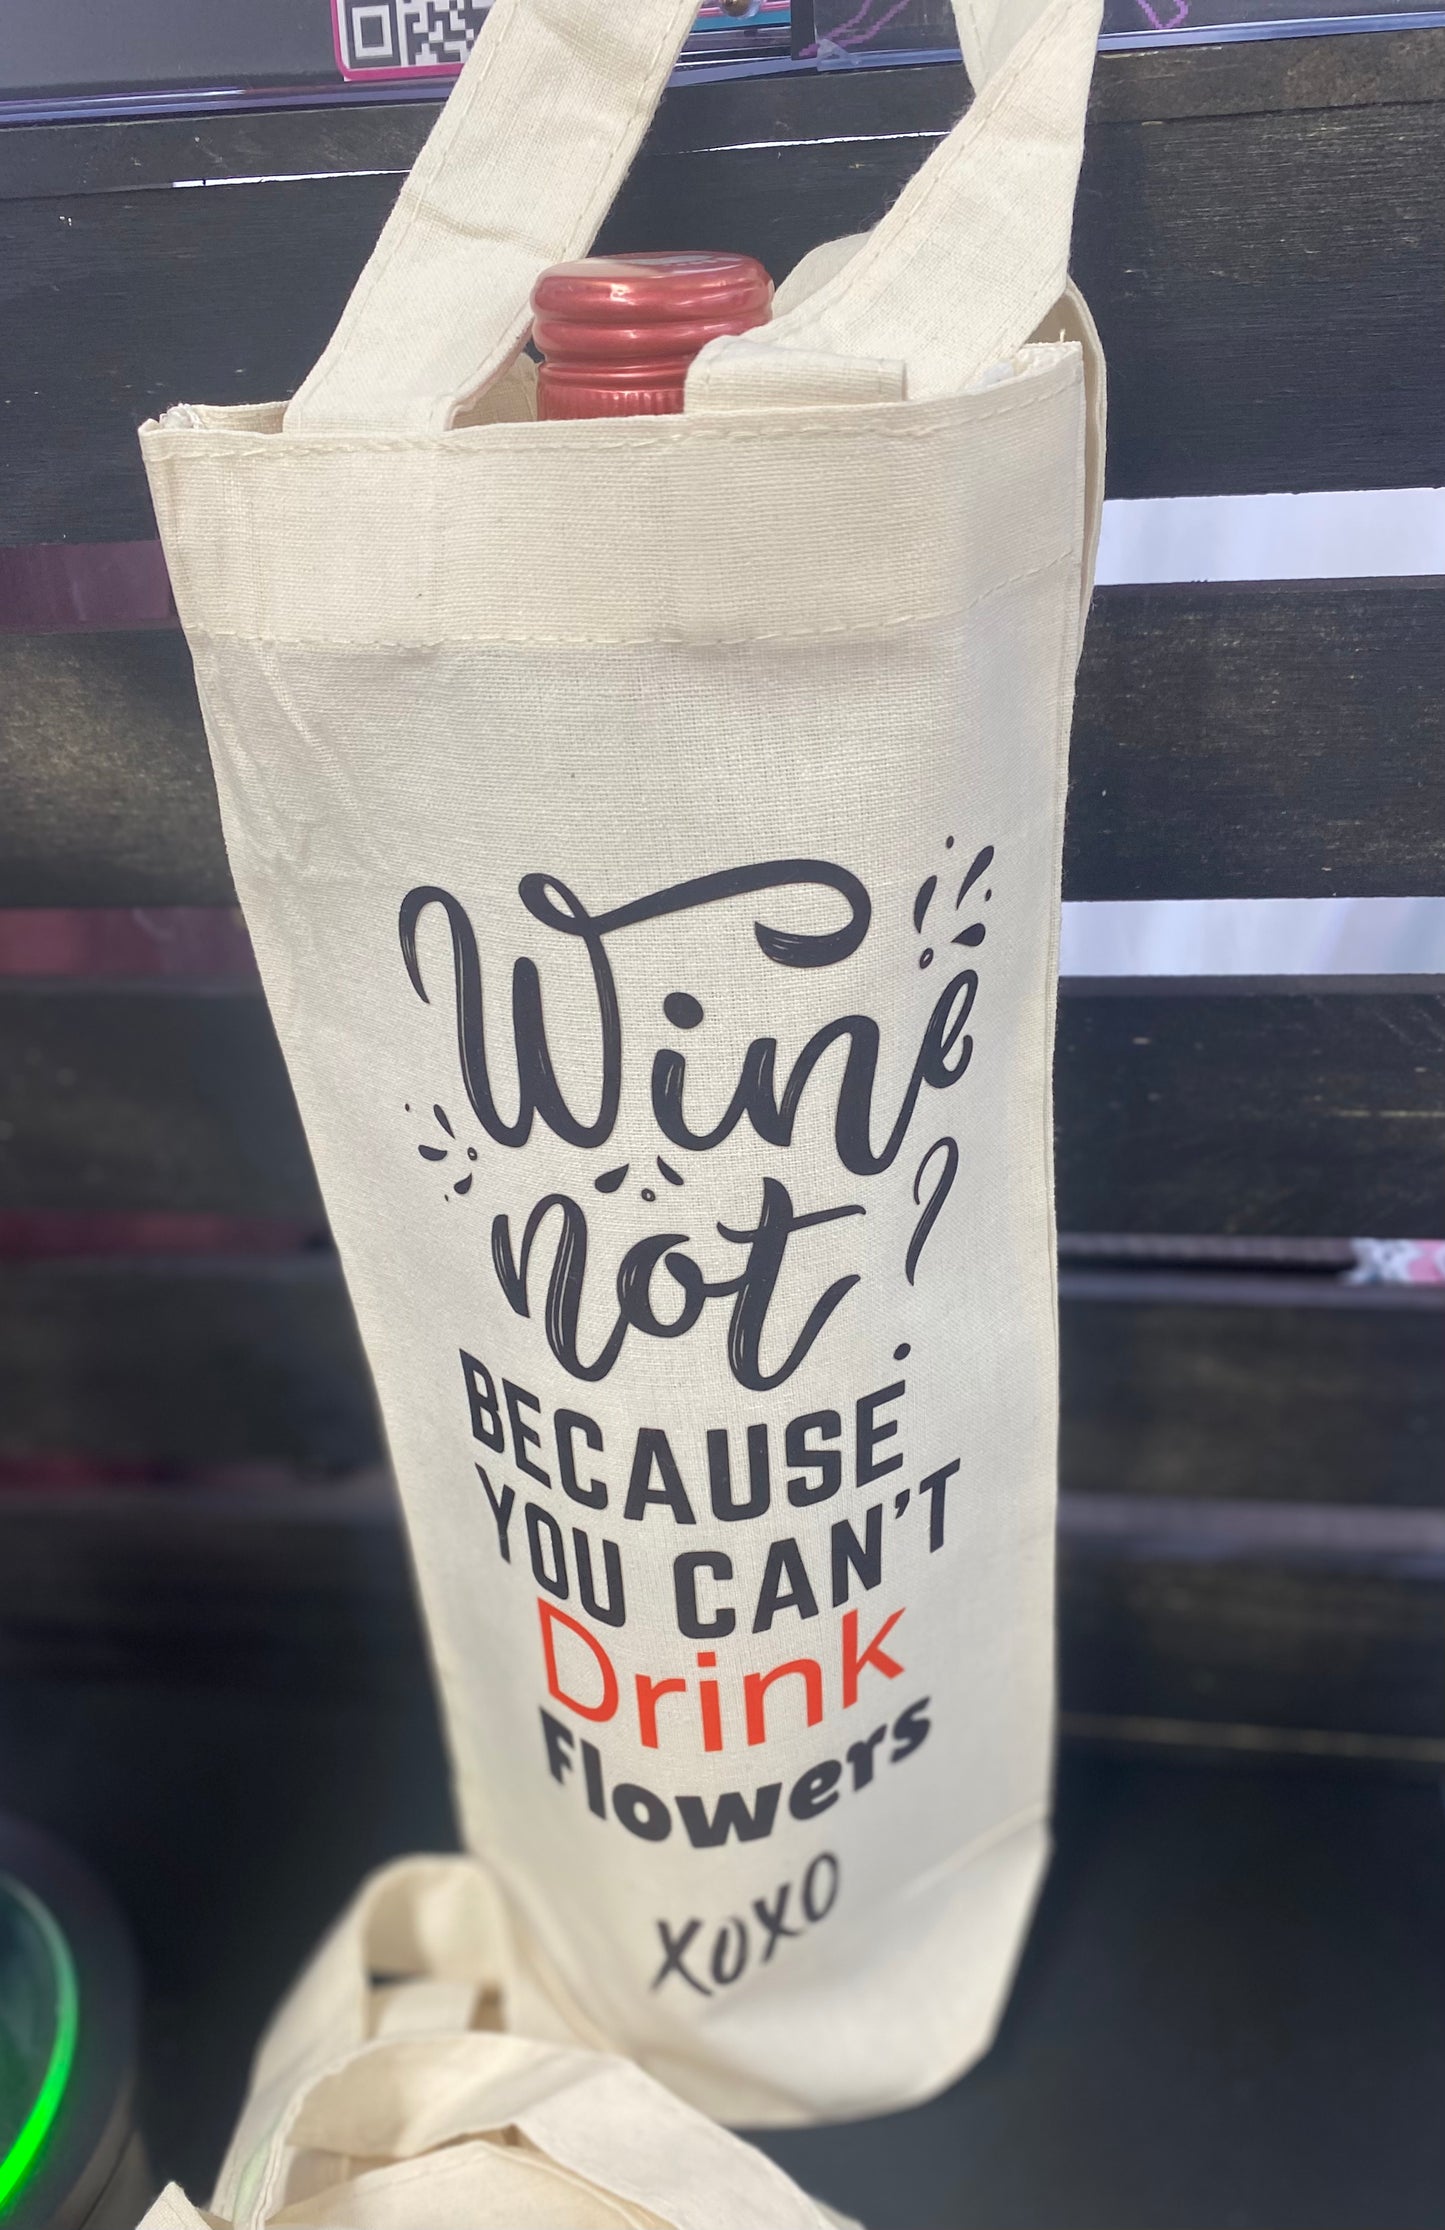 Wine
not?
BECAUSE
YOU CAN'T
Drink
Flowers
XOXO